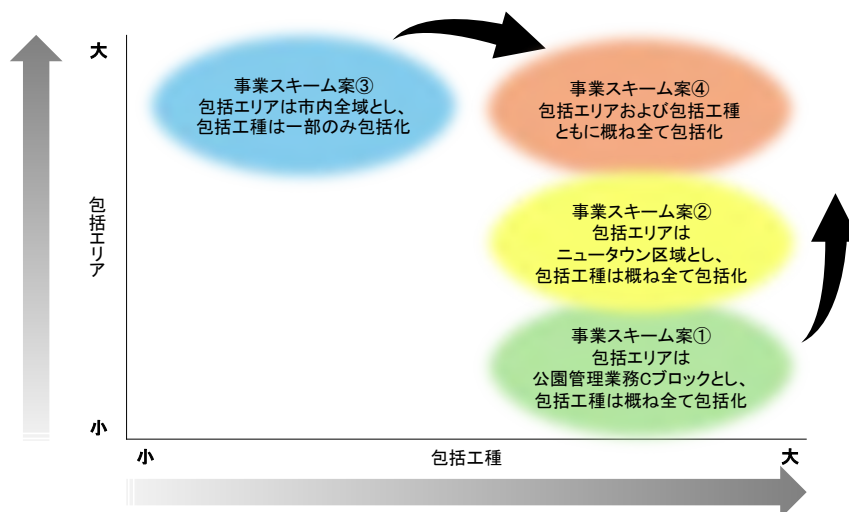 大
事業スキーム案③
包括エリアは市内全域とし、
包括工種は一部のみ包括化
事業スキーム案④
包括エリアおよび包括工種
ともに概ね全て包括化
包括エリア
事業スキーム案②
包括エリアは
ニュータウン区域とし、
包括工種は概ね全て包括化
事業スキーム案①
包括エリアは
公園管理業務Cブロックとし、
包括工種は概ね全て包括化
小
小
包括工種
大